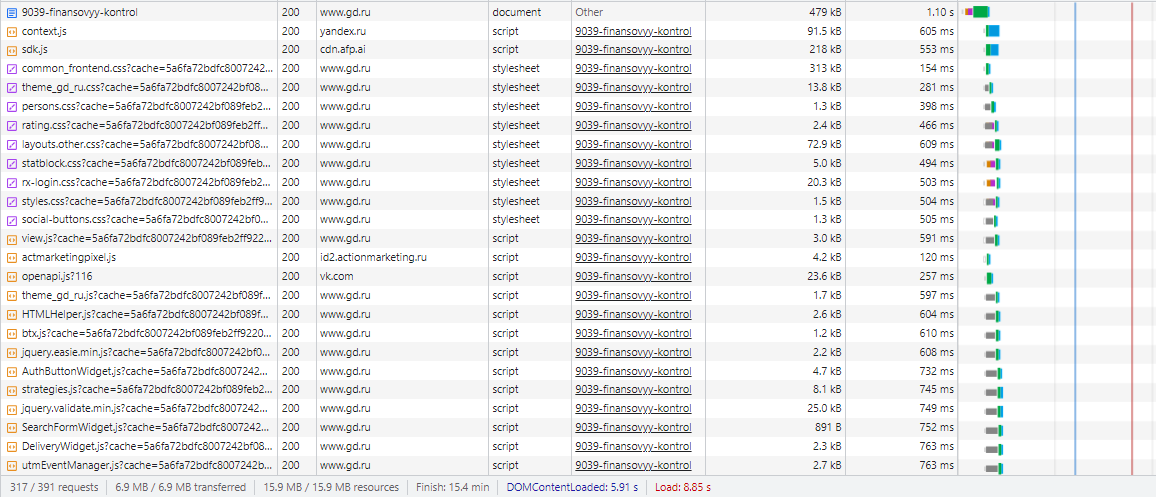 9039-finansovyy-kontrol 200 www.gd.ru document Other 479 kB 1.10 s
context.js 200 yandex.ru script 9039-finansovyy-kontrol 91.5 kB 605 ms
sdk.js 200 cdn.afp.ai script 9039-finansovyy-kontrol 218 kB 553 ms
common_frontend.css?cache=5a6fa72bdfc8007242... 200 www.gd.ru stylesheet 9039-finansovyy-kontrol 313 kB 154 ms
theme_gd_ru.css?cache=5a6fa72bdfc8007242bf08... 200 www.gd.ru stylesheet 9039-finansovyy-kontrol 13.8 kB 281 ms
persons.css?cache=5a6fa72bdfc8007242bf089feb2... 200 www.gd.ru stylesheet 9039-finansovyy-kontrol 1.3 kB 398 ms
rating.css?cache=5a6fa72bdfc8007242bf089feb2ff... 200 www.gd.ru stylesheet 9039-finansovyy-kontrol 2.4 kB 466 ms
layouts.other.css?cache=5a6fa72bdfc8007242bf0... 200 www.gd.ru stylesheet 9039-finansovyy-kontrol 72.9 kB 609 ms
statblock.css?cache=5a6fa72bdfc8007242bf089feb... 200 www.gd.ru stylesheet 9039-finansovyy-kontrol 5.0 kB 494 ms
rx-login.css?cache=5a6fa72bdfc8007242bf089feb2... 200 www.gd.ru stylesheet 9039-finansovyy-kontrol 20.3 kB 503 ms
styles.css?cache=5a6fa72bdfc8007242bf089feb2ff9... 200 www.gd.ru stylesheet 9039-finansovyy-kontrol 1.5 kB 504 ms
social-buttons.css?cache=5a6fa72bdfc8007242bf0... 200 www.gd.ru stylesheet 9039-finansovyy-kontrol 1.3 kB 505 ms
view.js?cache=5a6fa72bdfc8007242bf089feb2ff922... 200 www.gd.ru script 9039-finansovyy-kontrol 3.0 kB 591 ms
actmarketingpixel.js 200 id2.actionmarketing.ru script 9039-finansovyy-kontrol 4.2 kB 120 ms
openapi.js?116 200 vk.com script 9039-finansovyy-kontrol 23.6 kB 257 ms
theme_gd_ru.js?cache=5a6fa72bdfc8007242bf089f... 200 www.gd.ru script 9039-finansovyy-kontrol 1.7 kB 597 ms
HTMLHelper.js?cache=5a6fa72bdfc8007242bf089f... 200 www.gd.ru script 9039-finansovyy-kontrol 2.6 kB 604 ms
btx.js?cache=5a6fa72bdfc8007242bf089feb2ff9220... 200 www.gd.ru script 9039-finansovyy-kontrol 1.2 kB 610 ms
jquery.easie.min.js?cache=5a6fa72bdfc8007242bf0... 200 www.gd.ru script 9039-finansovyy-kontrol 2.2 kB 608 ms
AuthButtonWidget.js?cache=5a6fa72bdfc8007242... 200 www.gd.ru script 9039-finansovyy-kontrol 4.7 kB 732 ms
strategies.js?cache=5a6fa72bdfc8007242bf089feb... 200 www.gd.ru script 9039-finansovyy-kontrol 8.1 kB 745 ms
jquery.validate.min.js?cache=5a6fa72bdfc8007242... 200 www.gd.ru script 9039-finansovyy-kontrol 25.0 kB 749 ms
SearchFormWidget.js?cache=5a6fa72bdfc8007242... 200 www.gd.ru script 9039-finansovyy-kontrol 891 B 752 ms
DeliveryWidget.js?cache=5a6fa72bdfc8007242bf08... 200 www.gd.ru script 9039-finansovyy-kontrol 2.3 kB 763 ms
utmEventManager.js?cache=5a6fa72bdfc8007242b... 200 www.gd.ru script 9039-finansovyy-kontrol 2.7 kB 763 ms
317 / 391 requests 6.9 MB / 6.9 MB transferred 15.9 MB / 15.9 MB resources Finish: 15.4 min DOMContentLoaded: 5.91 s Load: 8.85 s